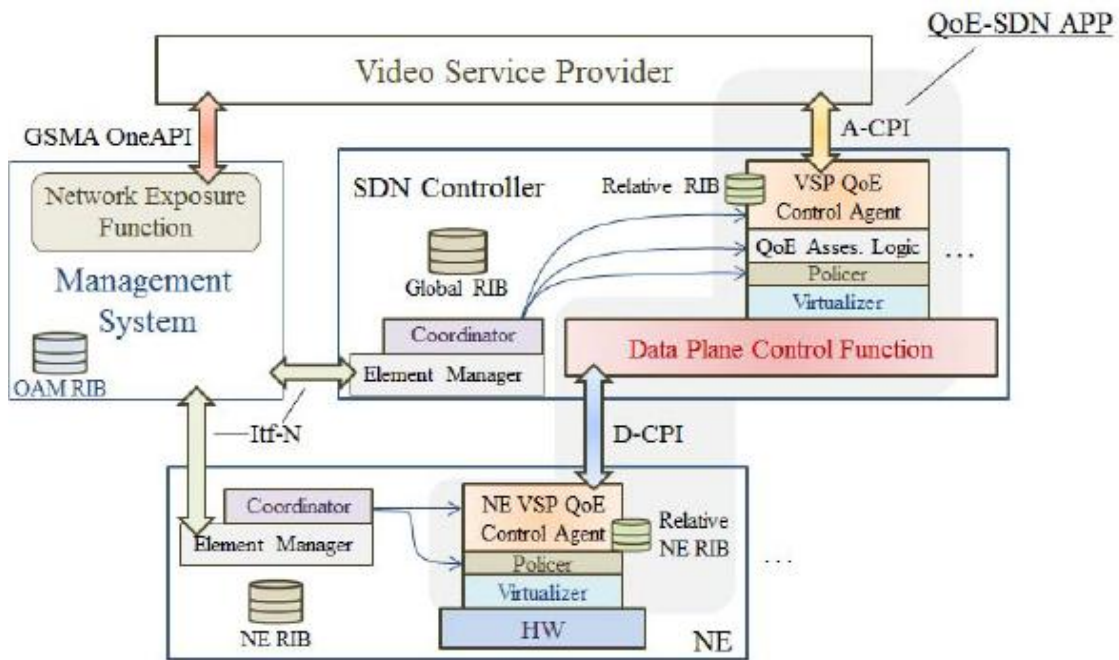 QoE-SDN APP
Video Service Provider
GSMA OneAPI
A-CPI
Network Exposure
Function
Management
System
OAM RIB
SDN Controller
Relative RIB
Global RIB
VSP QoE
Control Agent
QoE Asses. Logic
Policer
Virtualizer
...
Coordinator
Element Manager
Data Plane Control Function
Itf-N
D-CPI
Coordinator
Element Manager
NE RIB
NE VSP QoE
Control Agent
Policer
Virtualizer
HW
Relative
NE RIB
NE
...